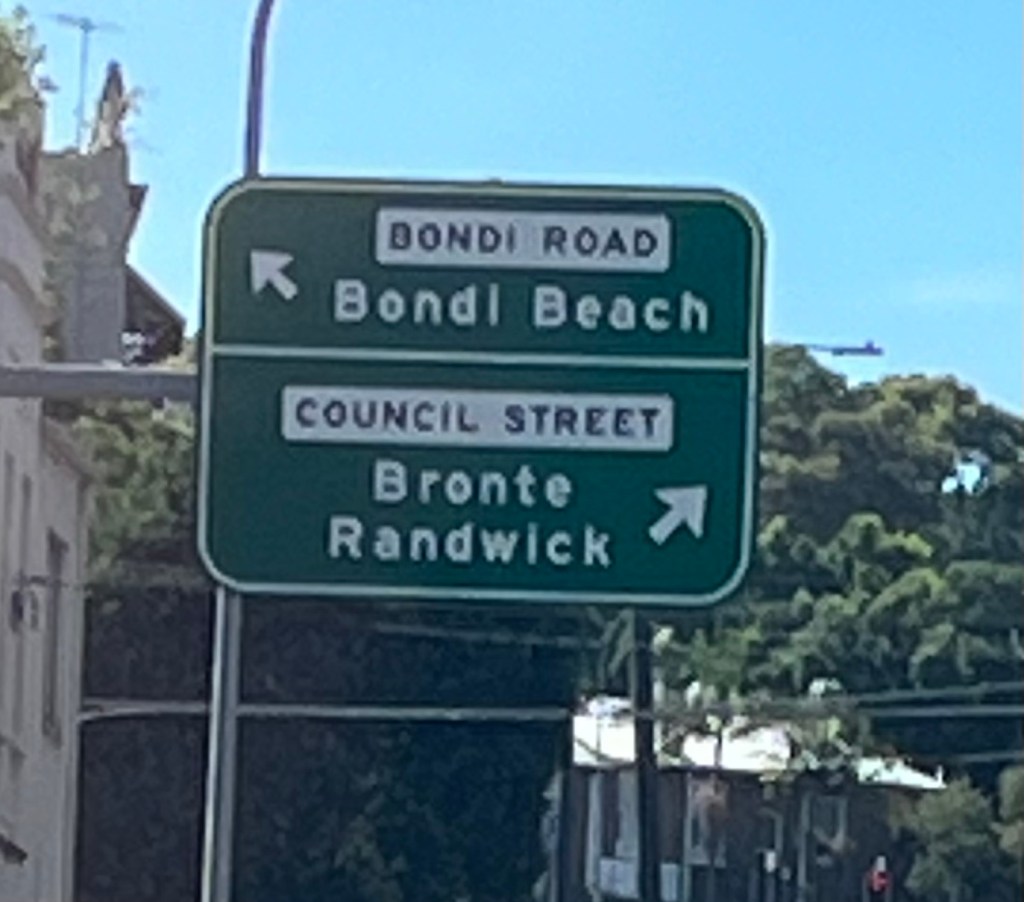 BONDI ROAD
Bondi Beach
COUNCIL STREET
Bronte
Randwick